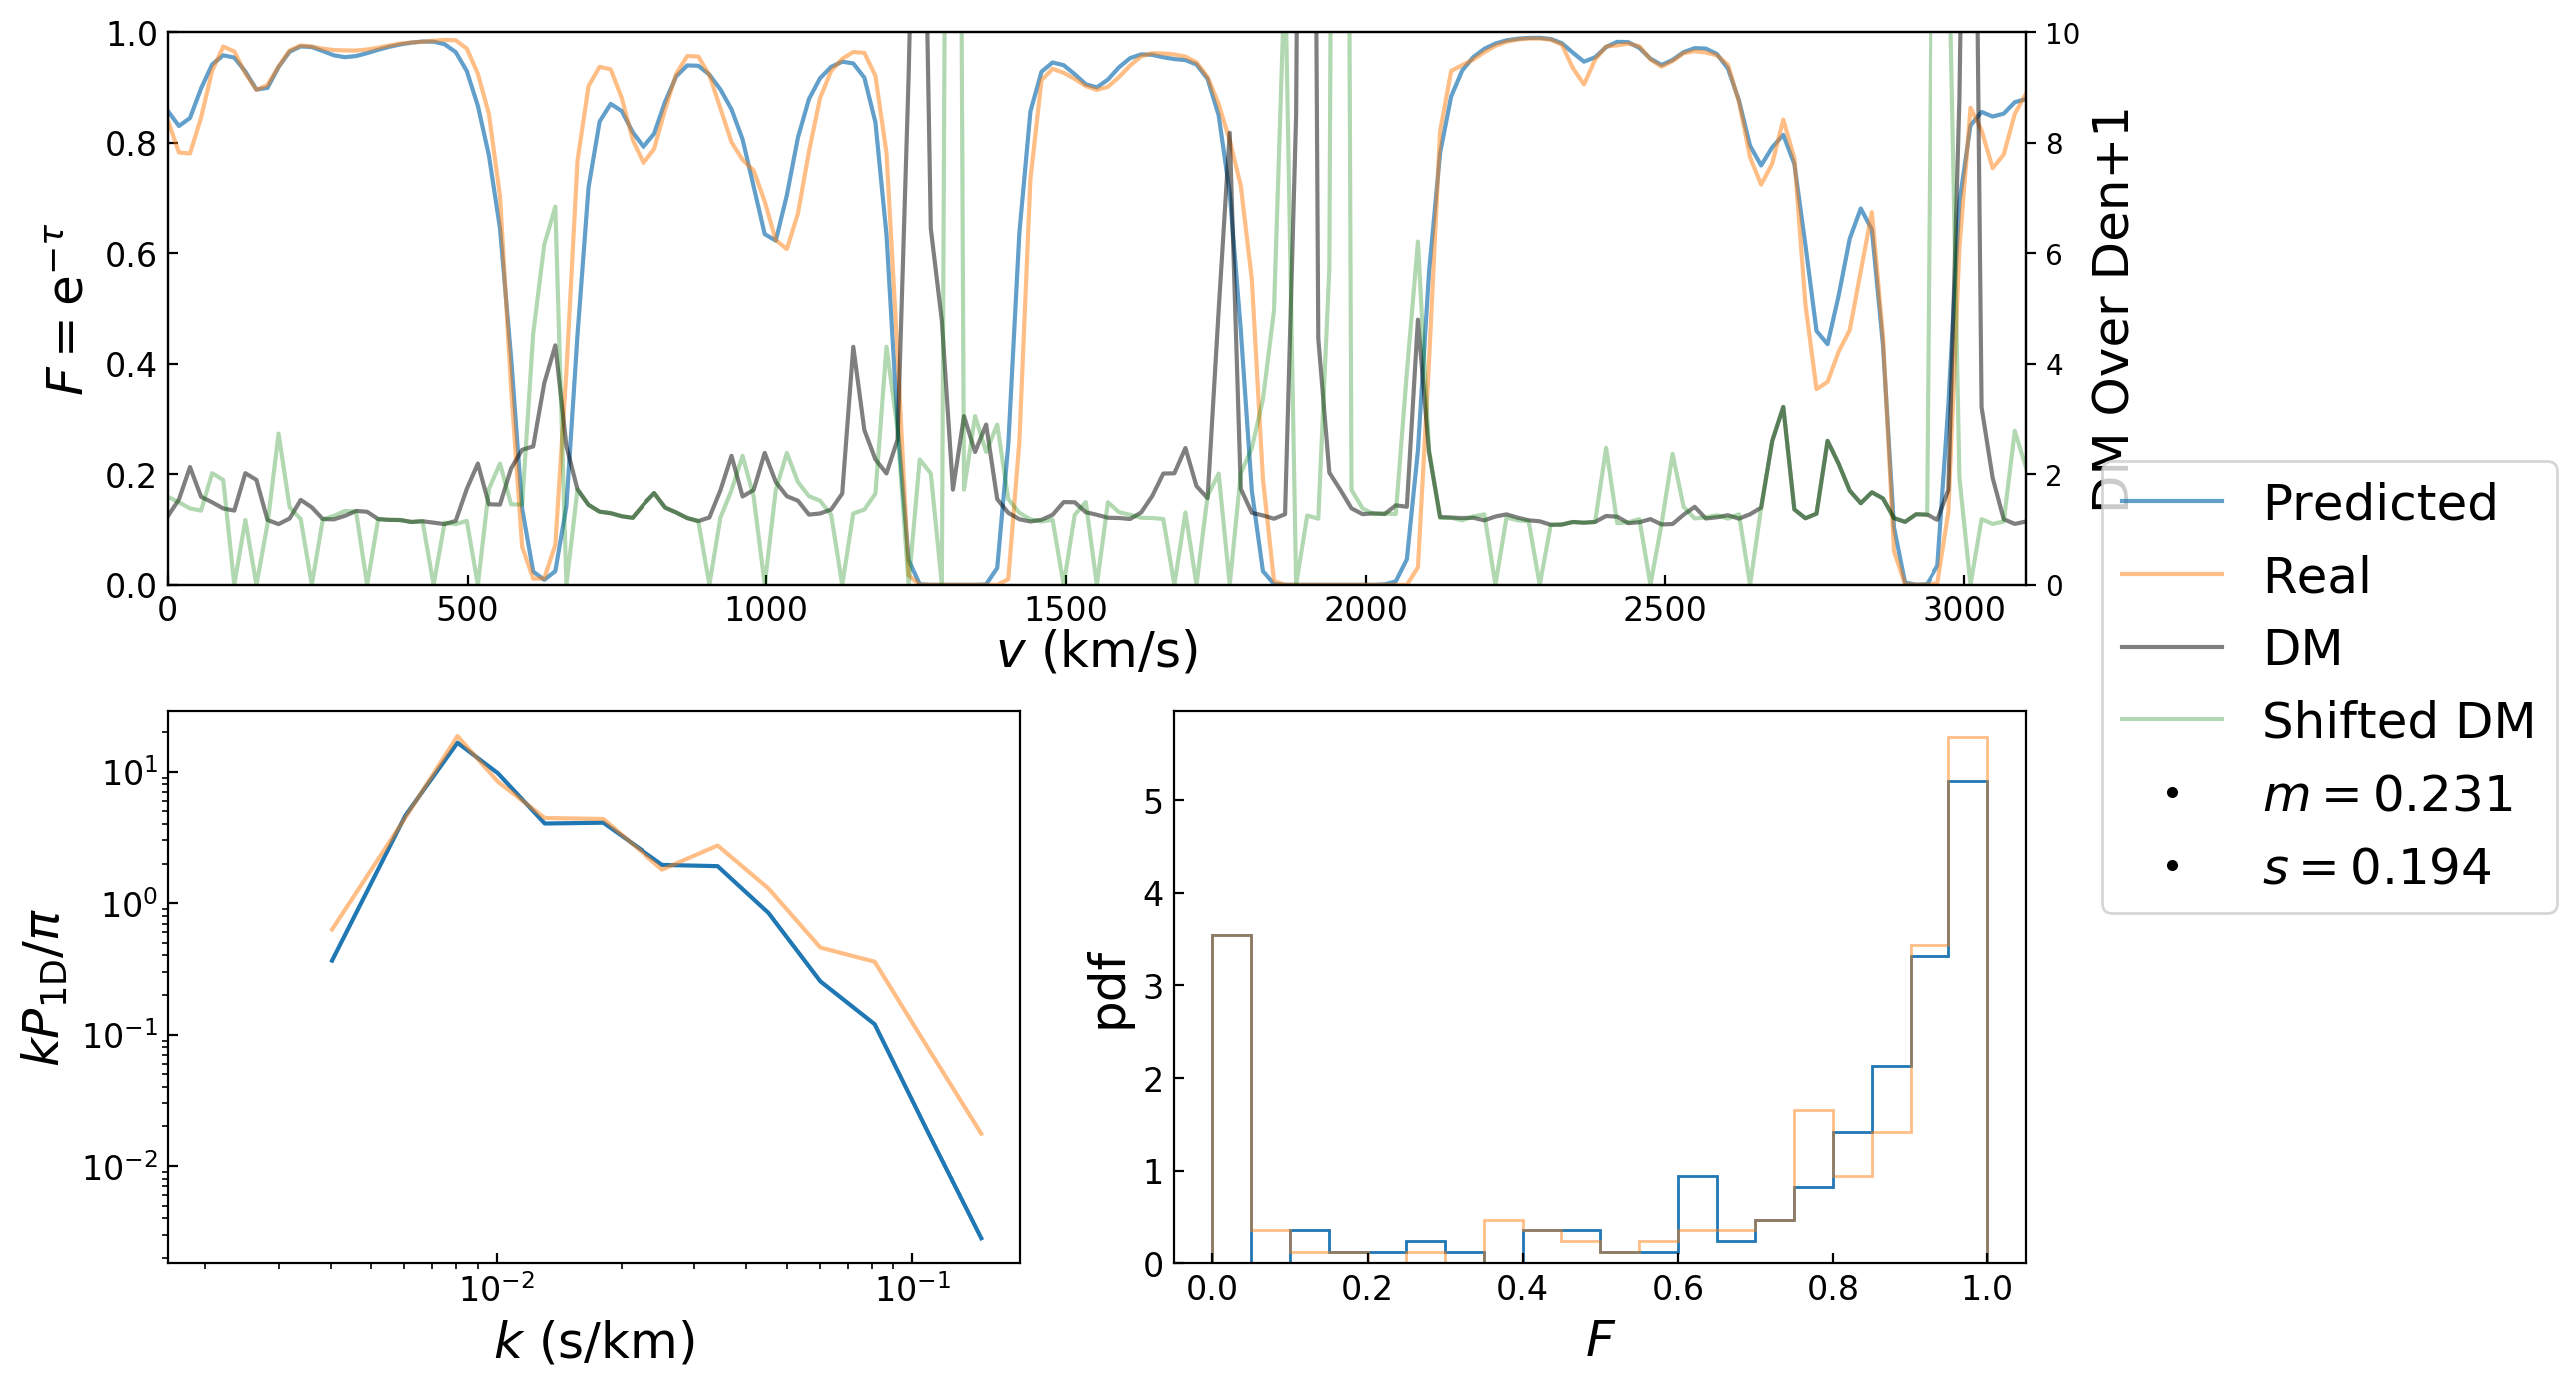 F = e−τ
1.0
0.8
0.6
0.4
0.2
0.0
0 500 1000 1500 2000 2500 3000
v (km/s)
10
8
6
4
2
0
DM Over Den+1
Predicted
Real
DM
Shifted DM
m = 0.231
s = 0.194
kP1D/π
10^1
10^0
10^−1
10^−2
10^−2 10^−1
k (s/km)
pdf
5
4
3
2
1
0
0.0 0.2 0.4 0.6 0.8 1.0
F